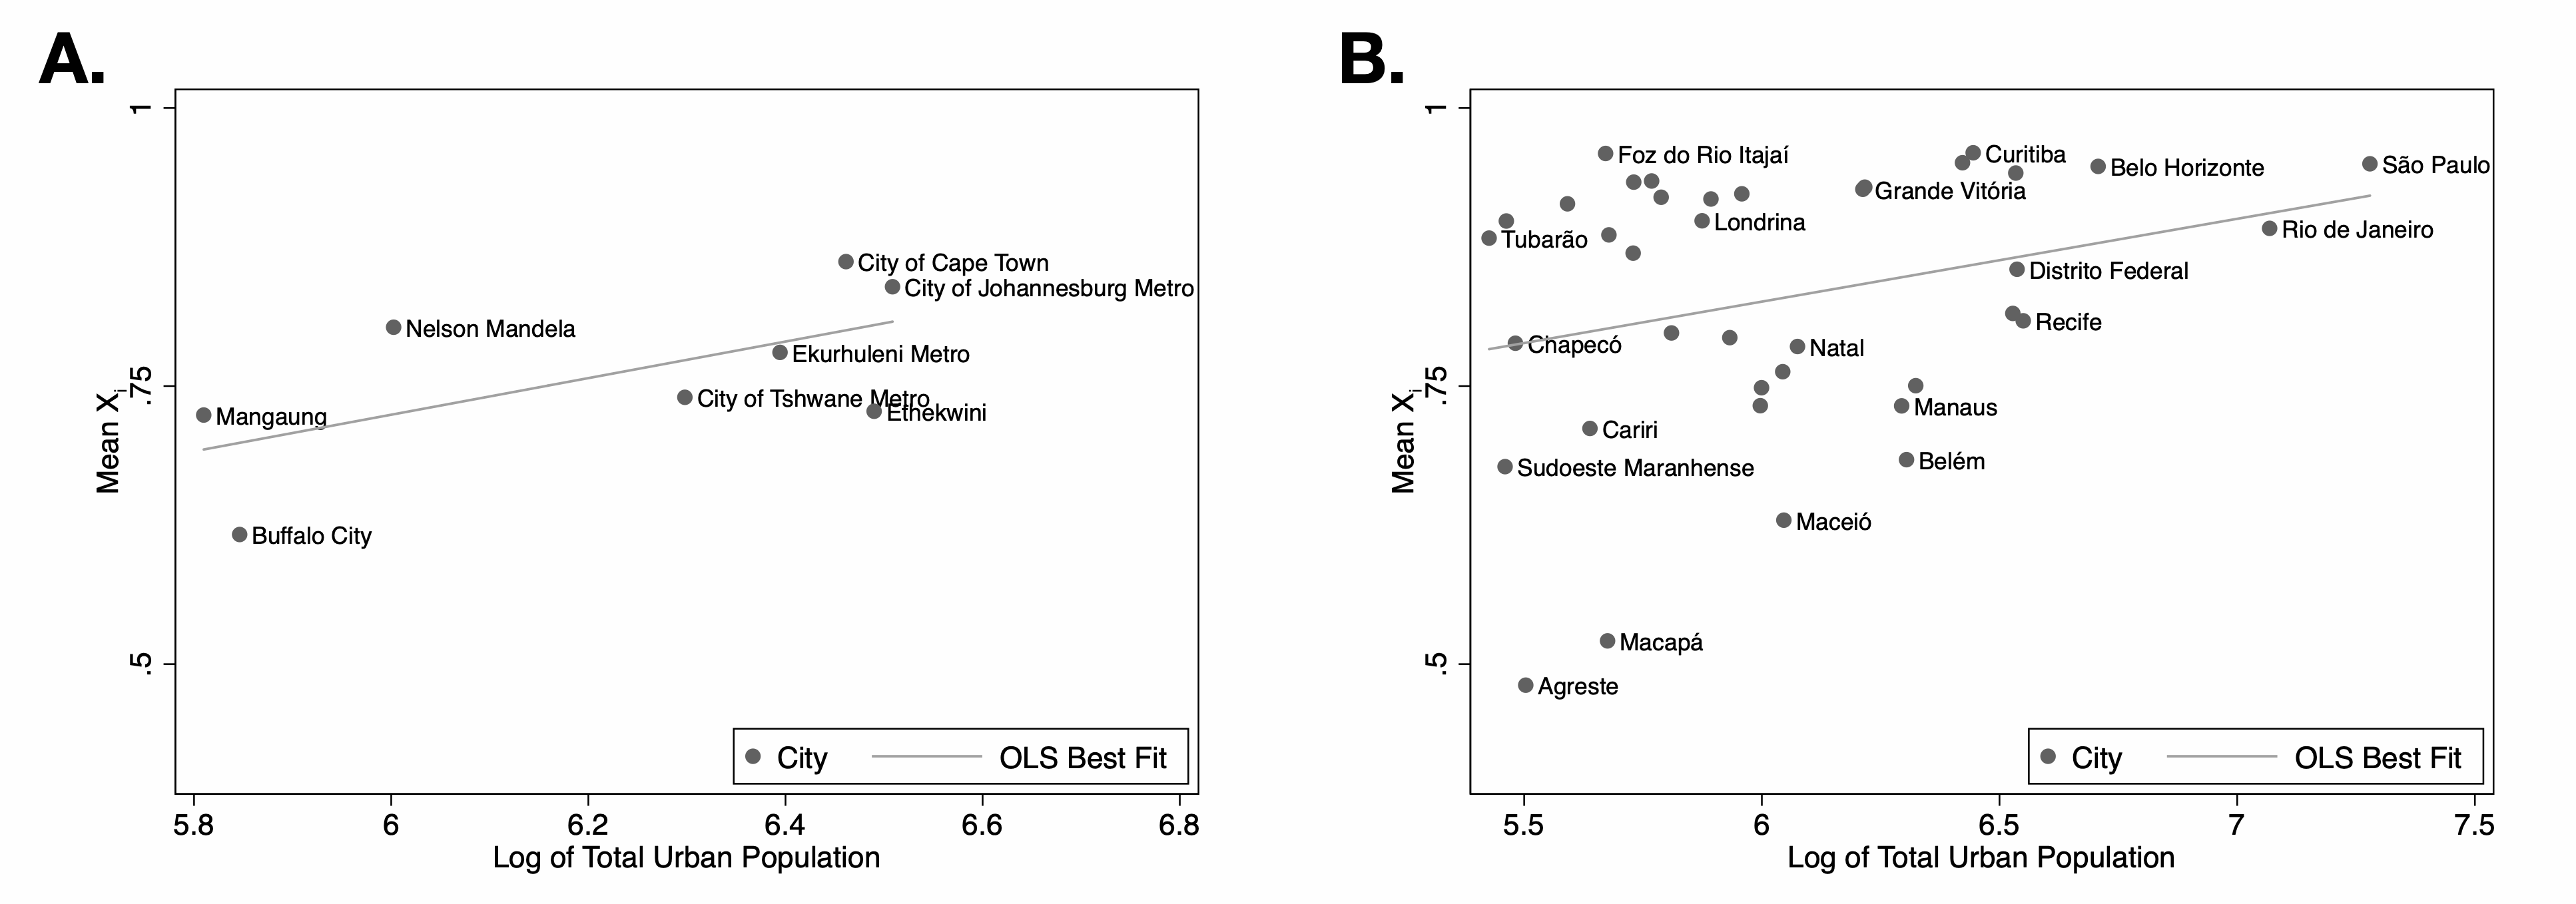 A.
1
.75
.5
Mean X_i
City of Cape Town
City of Johannesburg Metro
Nelson Mandela
Ekurhuleni Metro
City of Tshwane Metro
Mangaung
Ethekwini
Buffalo City
City
OLS Best Fit
5.8 6 6.2 6.4 6.6 6.8
Log of Total Urban Population
B.
1
.75
.5
Mean X_i
Foz do Rio Itajaí
Curitiba
Belo Horizonte
São Paulo
Grande Vitória
Londrina
Tubarão
Rio de Janeiro
Distrito Federal
Recife
Chapecó
Natal
Manaus
Cariri
Sudoeste Maranhense
Belém
Maceió
Macapá
Agreste
City
OLS Best Fit
5.5 6 6.5 7 7.5
Log of Total Urban Population